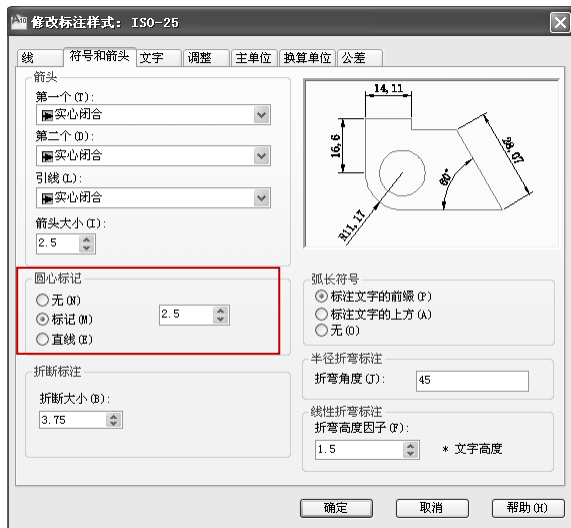 修改标注样式: ISO-25
线 符号和箭头 文字 调整 主单位 换算单位 公差
箭头
第一个(T):
实心闭合
第二个(D):
实心闭合
引线(L):
实心闭合
箭头大小(I):
2.5
圆心标记
无(N)
标记(M)
2.5
直线(E)
折断标注
折断大小(B):
3.75
14,11
16,6
28,07
60°
R11,17
弧长符号
标注文字的前缀(P)
标注文字的上方(A)
无(O)
半径折弯标注
折弯角度(J): 45
线性折弯标注
折弯高度因子(F):
1.5 * 文字高度
确定 取消 帮助(H)